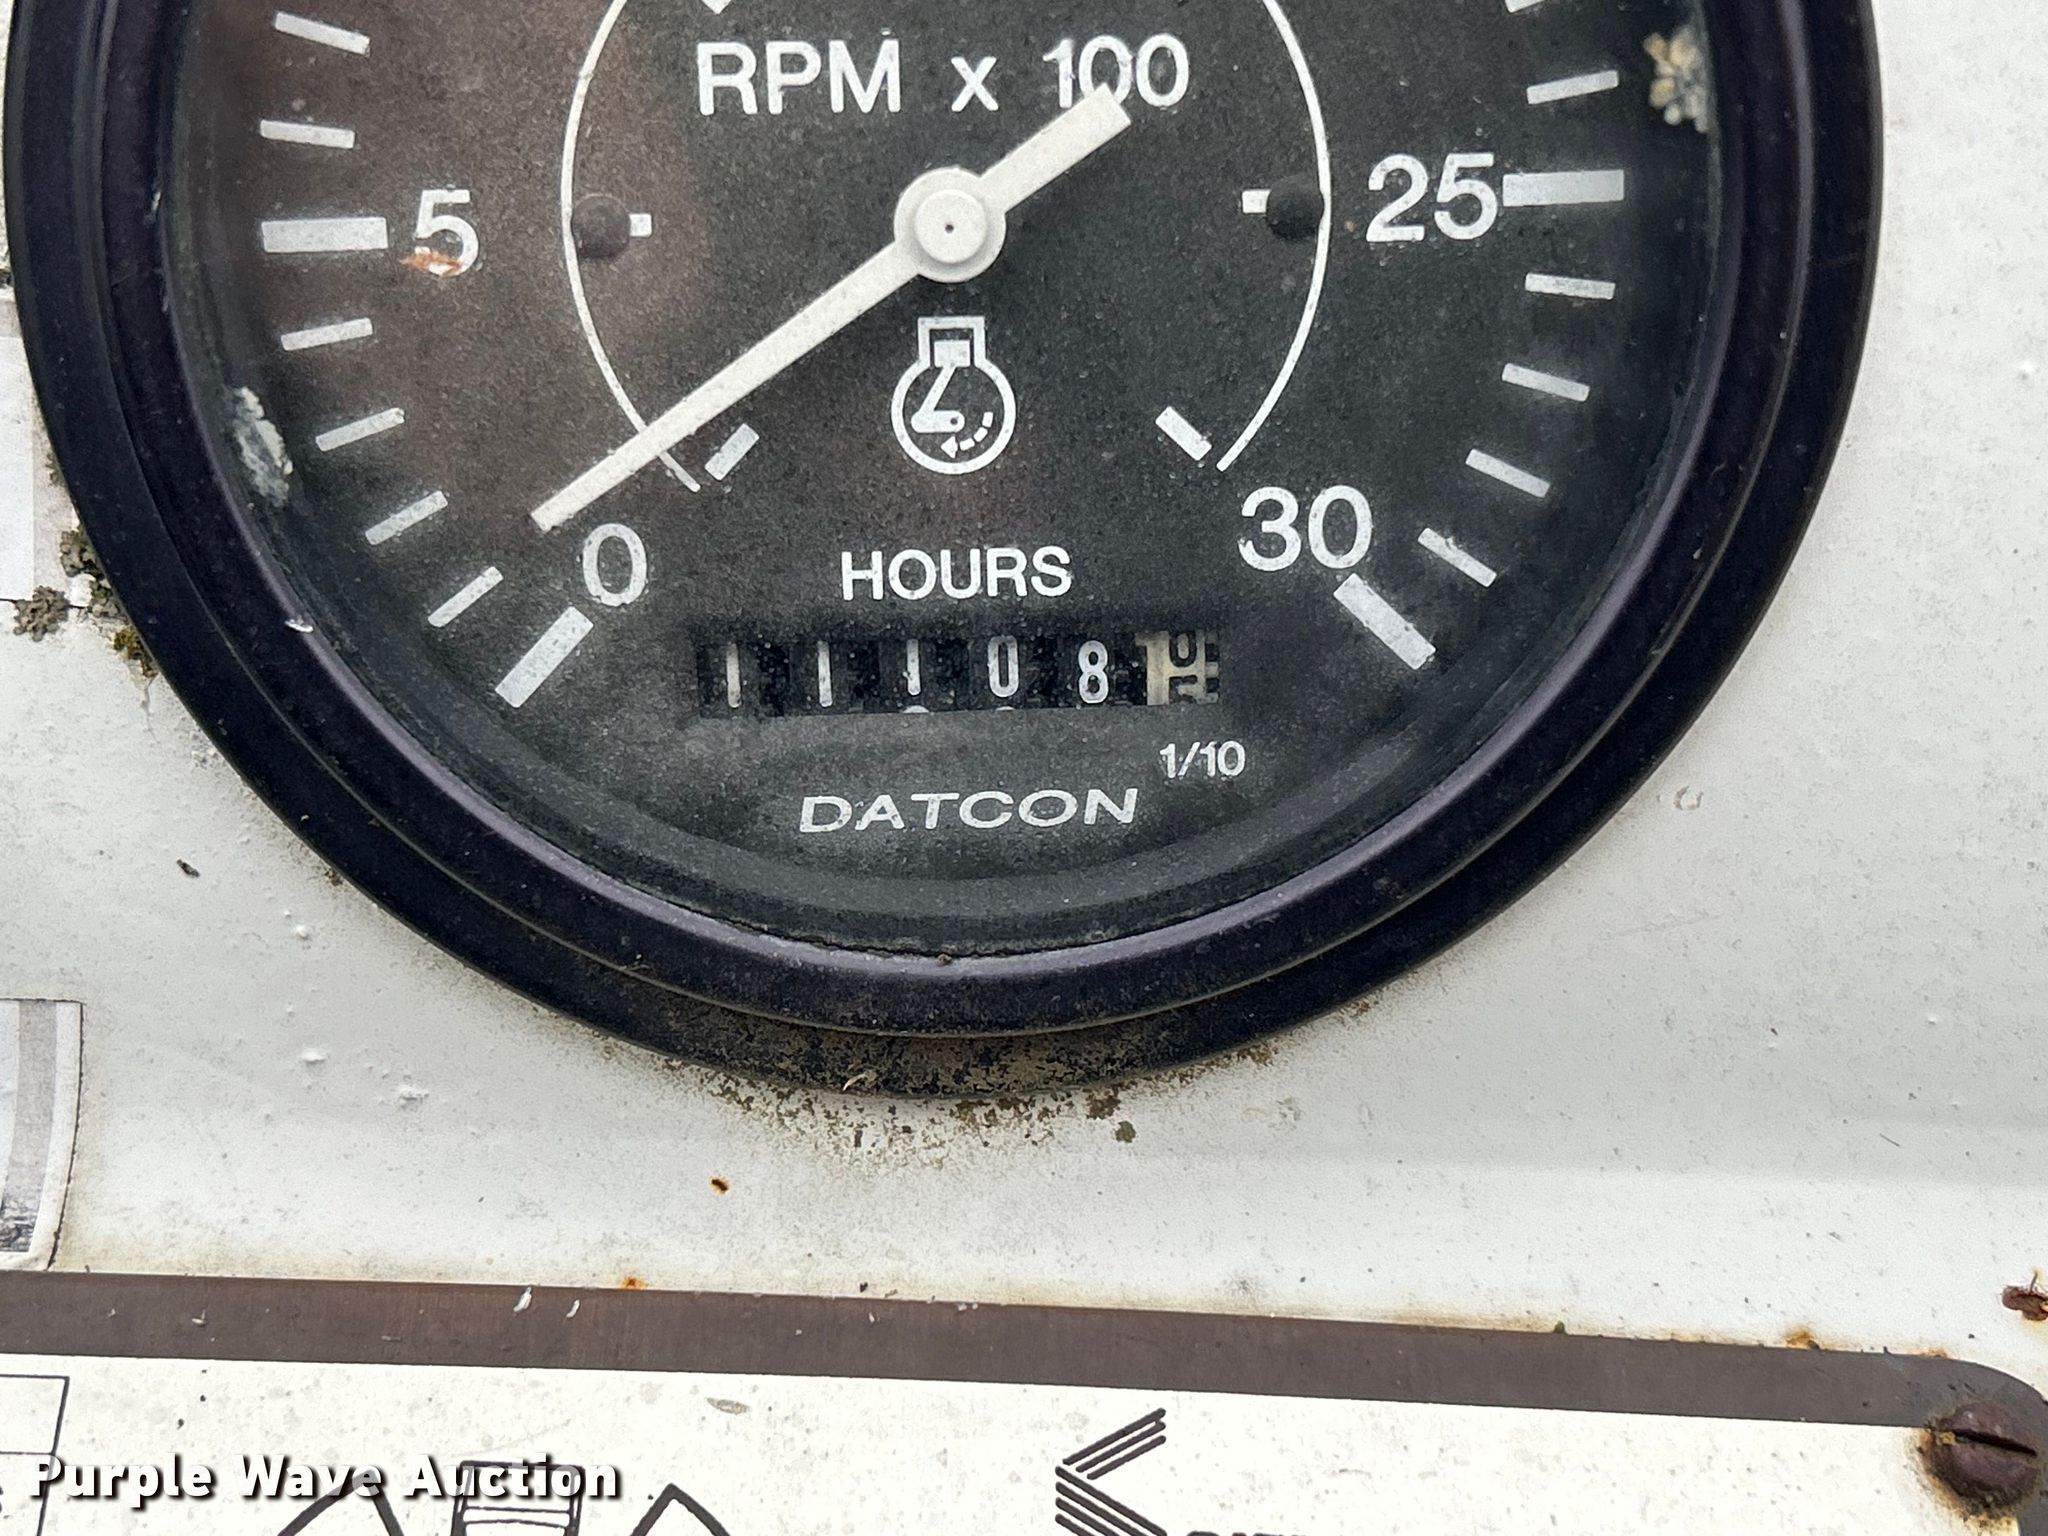 RPM x 100
5
25
0
30
HOURS
1 1 1 0 8
1/10
DATCON
Purple Wave Auction